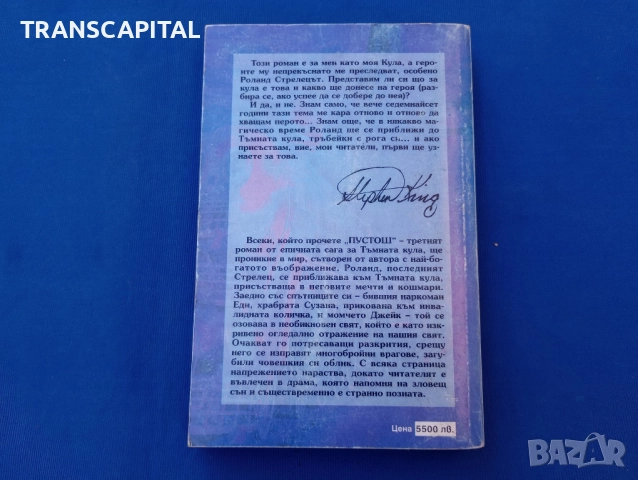 TRANSCAPITAL
Този роман е за мен като моя Кула, а геро-
ите му непрекъснато ме преследват, особено
Роланд Стрелецът. Представим ли си що за
кула е това и какво ще донесе на героя (раз-
бира се, ако успее да се добере до нея)?
И да, и не. Знам само, че вече седемнайсет
години тази тема ме кара отново и отново да
хващам перото... Знам още, че в някакво ма-
гическо време Роланд ще се приближи до
Тъмната кула, тръбейки с рога си... и ако
присъствам, вие, мои читатели, първи ще уз-
наете за това.
Stephen King
Всеки, който прочете „ПУСТОШ" – третият
роман от епичната сага за Тъмната кула, ще
проникне в мир, сътворен от автора с най-бо-
гатото въображение. Роланд, последният
Стрелец, се приближава към Тъмната кула,
присъстваща в неговите мечти и кошмари.
Заедно със спътниците си – бившия наркоман
Еди, храбрата Сузана, прикована към инва-
лидната количка, и момчето Джейк – той се
озовава в необикновен свят, който е като изк-
ривено огледално отражение на нашия свят.
Очакват го потресаващи разкрития, срещу
него се изправят многобройни врагове, загу-
били човешкия си облик. С всяка страница
напрежението нараства, докато читателят е
въвлечен в драма, която напомня на зловещ
сън и същевременно е странно позната.
Цена 5500 лв.
BAZAR